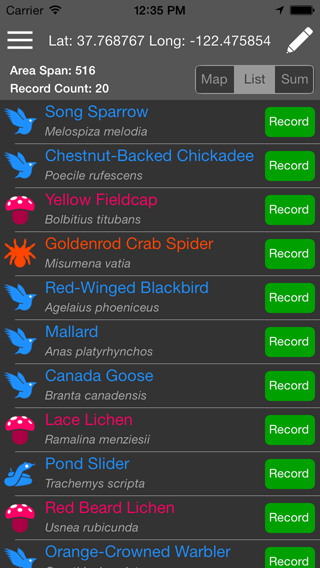 Carrier 12:35 PM
Lat: 37.768767 Long: -122.475854
Area Span: 516
Record Count: 20
Map List Sum
Song Sparrow
Melospiza melodia
Record
Chestnut-Backed Chickadee
Poecile rufescens
Record
Yellow Fieldcap
Bolbitius titubans
Record
Goldenrod Crab Spider
Misumena vatia
Record
Red-Winged Blackbird
Agelaius phoeniceus
Record
Mallard
Anas platyrhynchos
Record
Canada Goose
Branta canadensis
Record
Lace Lichen
Ramalina menziesii
Record
Pond Slider
Trachemys scripta
Record
Red Beard Lichen
Usnea rubicunda
Record
Orange-Crowned Warbler
Record